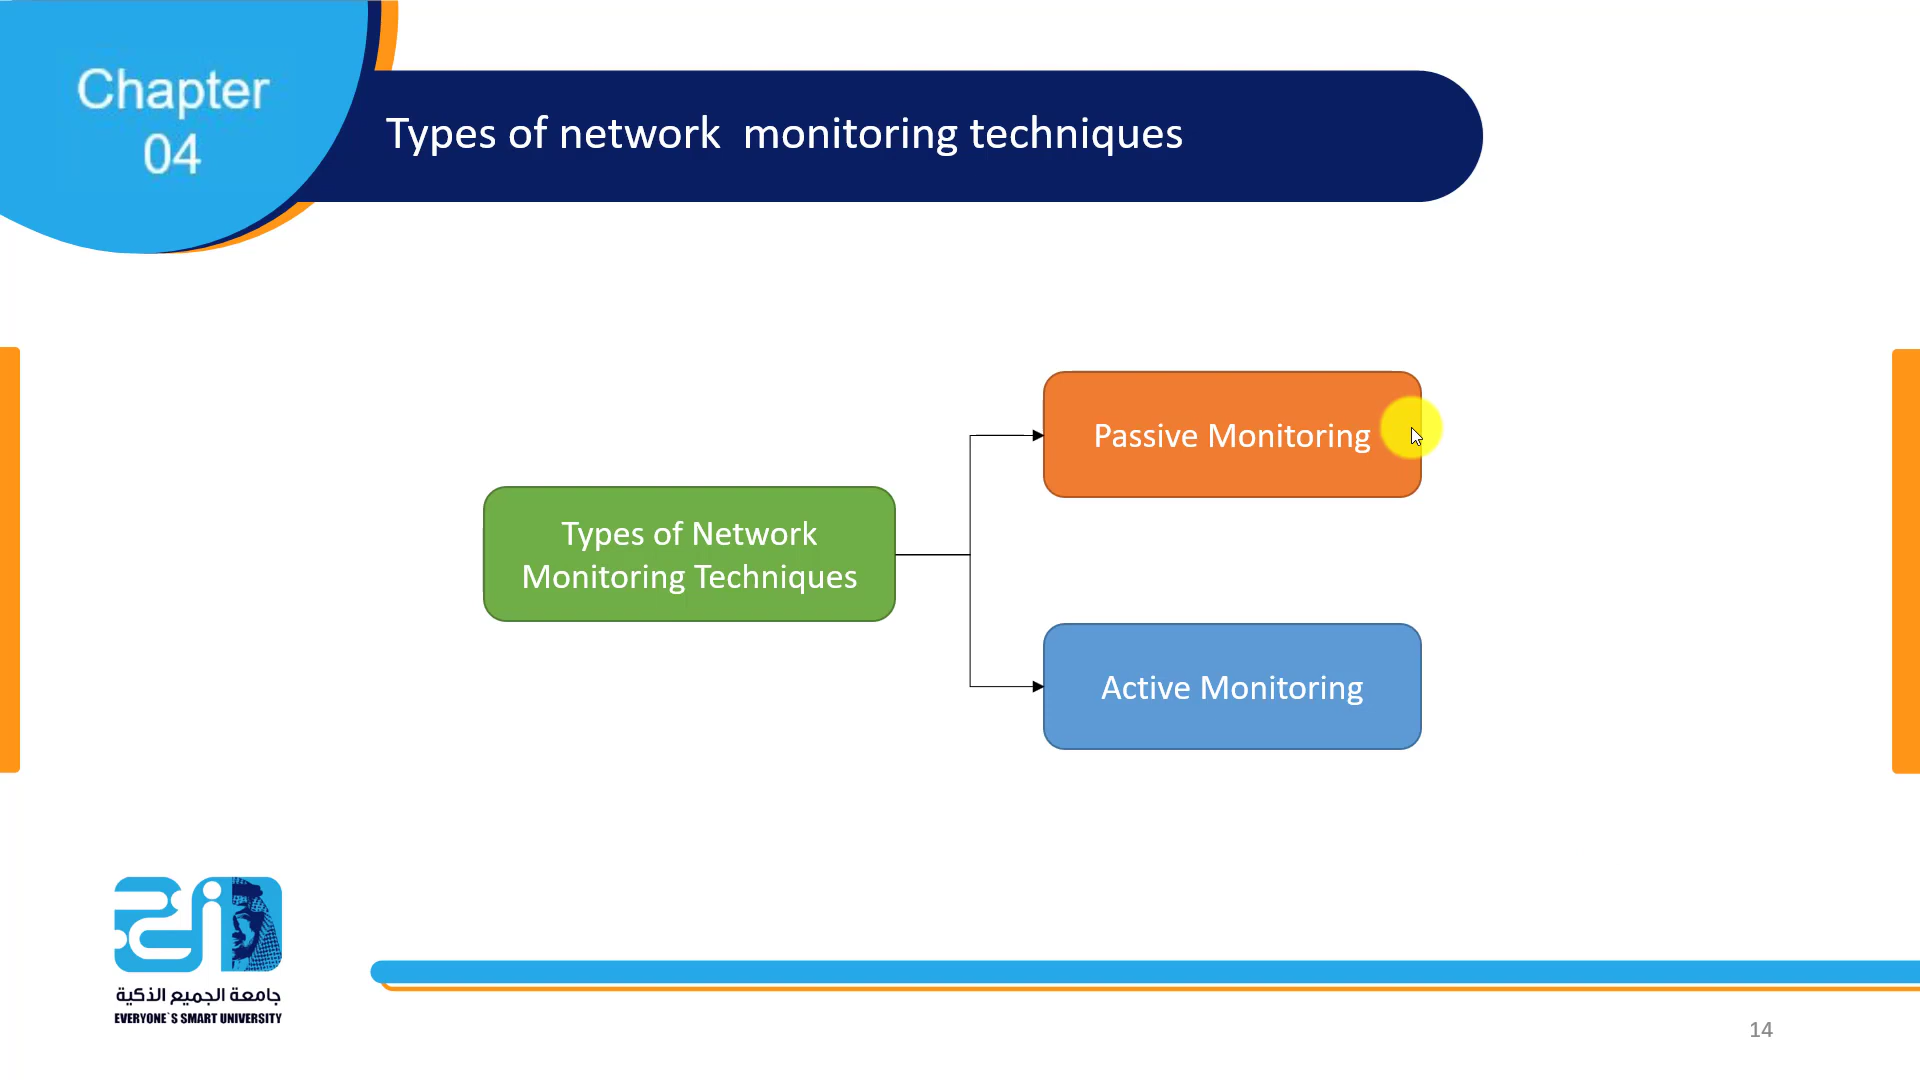 Chapter
04
Types of network  monitoring techniques
Passive Monitoring
Types of Network
Monitoring Techniques
Active Monitoring
جامعة الجميع الذكية
EVERYONE`S SMART UNIVERSITY
14